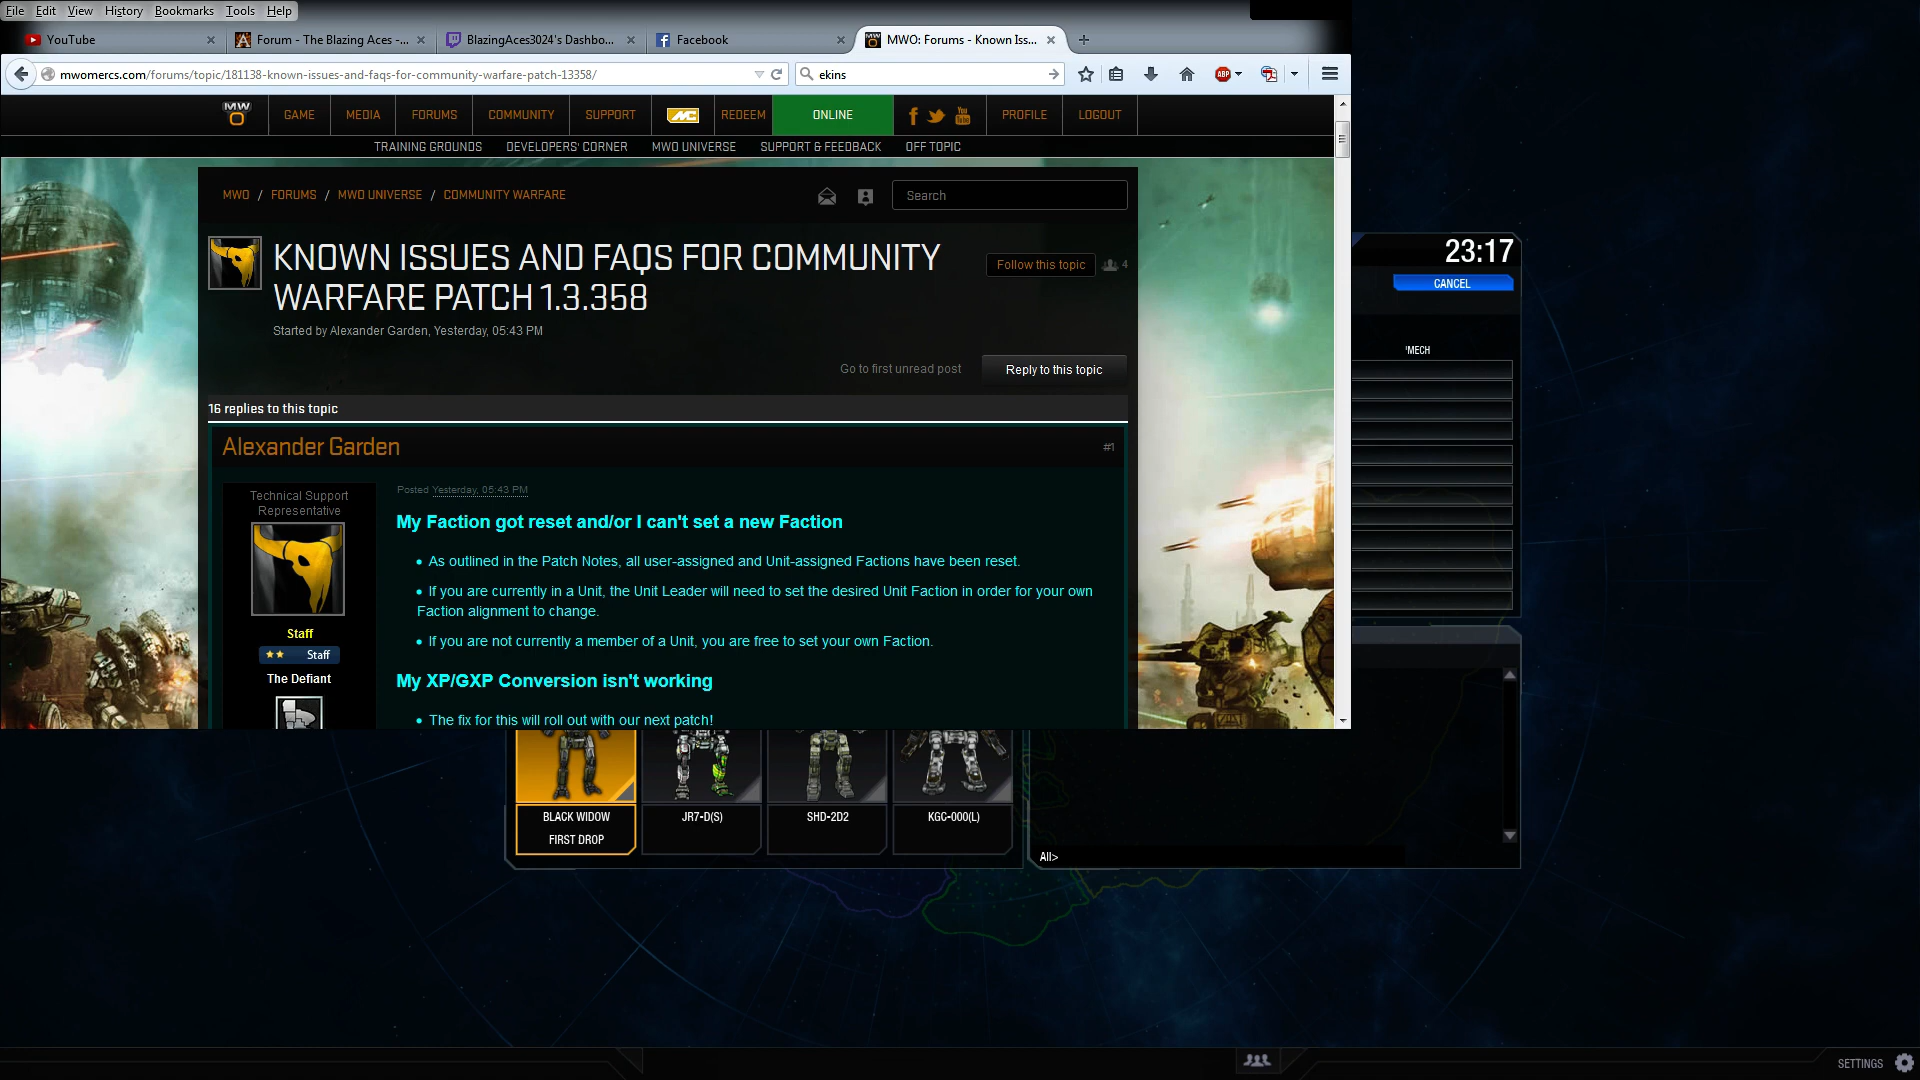 File Edit View History Bookmarks Tools Help
YouTube
Forum - The Blazing Aces -...
BlazingAces3024's Dashbo...
Facebook
MWO: Forums - Known Iss...
mwomercs.com/forums/topic/181138-known-issues-and-faqs-for-community-warfare-patch-13358/
ekins
ABP
MW O
GAME MEDIA FORUMS COMMUNITY SUPPORT MC REDEEM ONLINE You Tube PROFILE LOGOUT
TRAINING GROUNDS DEVELOPERS' CORNER MWO UNIVERSE SUPPORT & FEEDBACK OFF TOPIC
MWO / FORUMS / MWO UNIVERSE / COMMUNITY WARFARE
Search
KNOWN ISSUES AND FAQS FOR COMMUNITY
WARFARE PATCH 1.3.358
Follow this topic 4
Started by Alexander Garden, Yesterday, 05:43 PM
Go to first unread post
Reply to this topic
16 replies to this topic
Alexander Garden
#1
Technical Support
Representative
Staff
Staff
The Defiant
Posted Yesterday, 05:43 PM
My Faction got reset and/or I can't set a new Faction
• As outlined in the Patch Notes, all user-assigned and Unit-assigned Factions have been reset.
• If you are currently in a Unit, the Unit Leader will need to set the desired Unit Faction in order for your own
Faction alignment to change.
• If you are not currently a member of a Unit, you are free to set your own Faction.
My XP/GXP Conversion isn't working
• The fix for this will roll out with our next patch!
23:17
CANCEL
'MECH
BLACK WIDOW
FIRST DROP
JR7-D(S)
SHD-2D2
KGC-000(L)
All>
SETTINGS